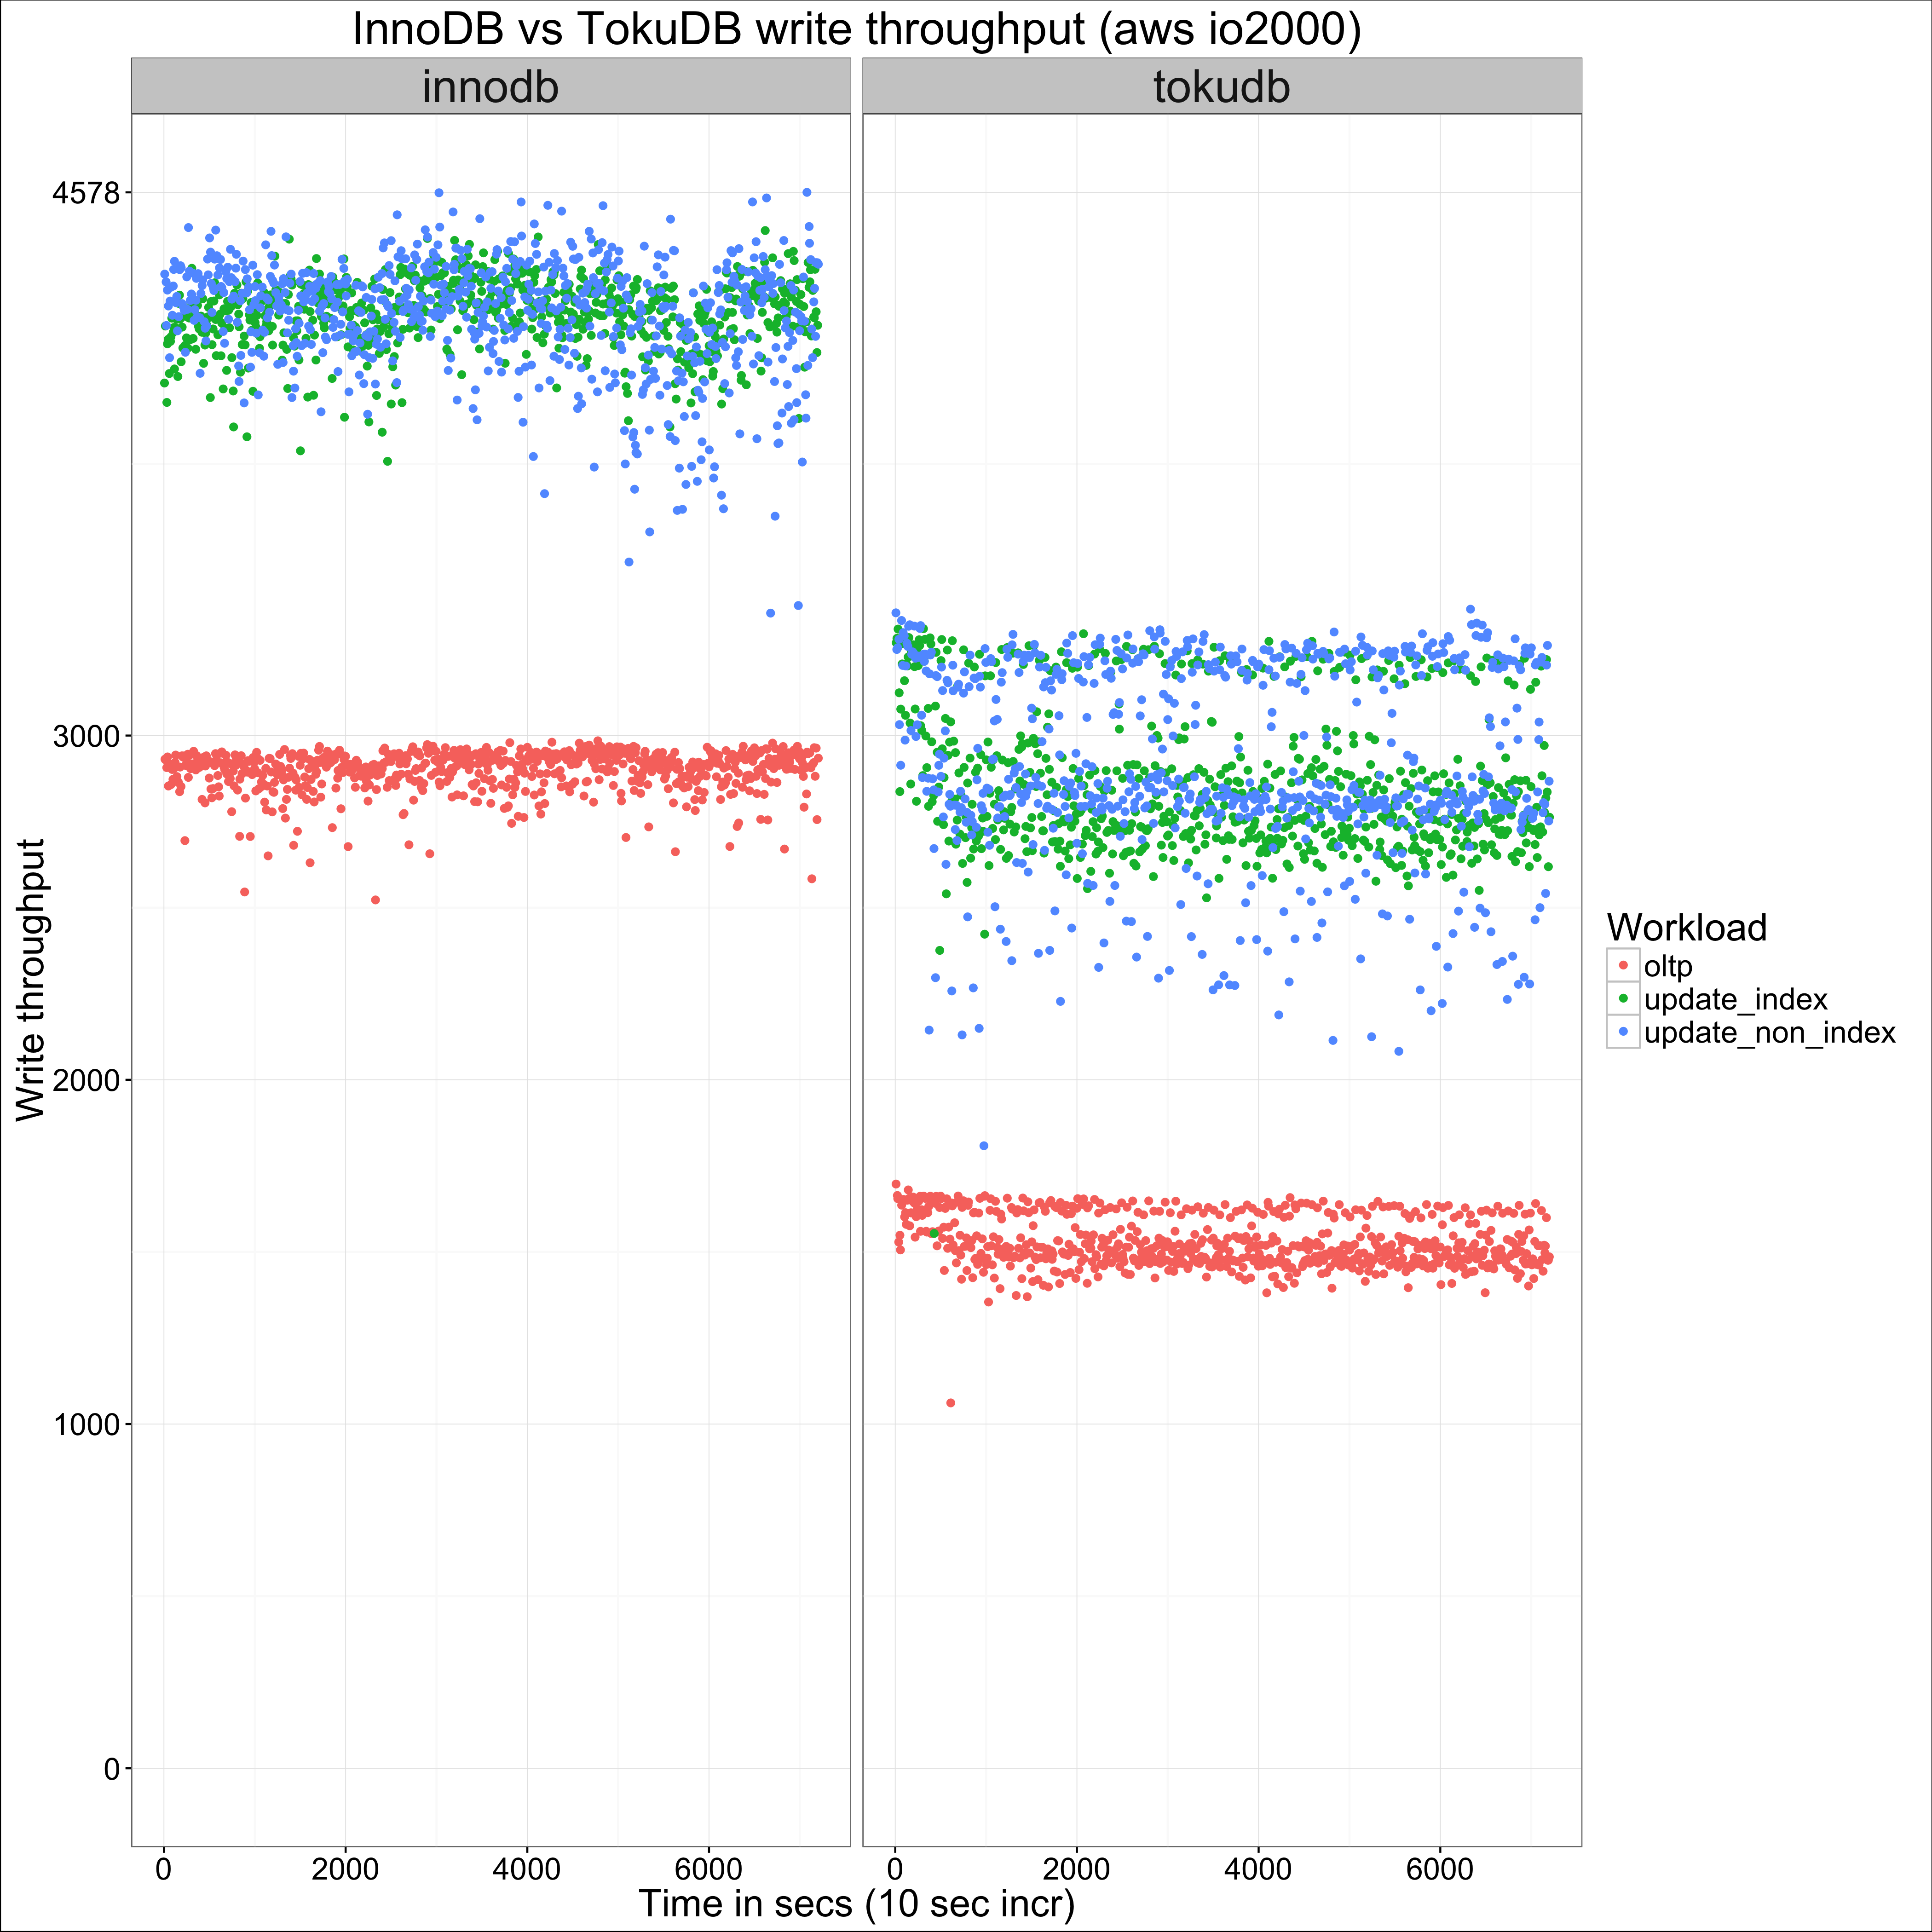 InnoDB vs TokuDB write throughput (aws io2000)
innodb
tokudb
4578
3000
2000
1000
0
Write throughput
0 2000 4000 6000
0 2000 4000 6000
Time in secs (10 sec incr)
Workload
oltp
update_index
update_non_index